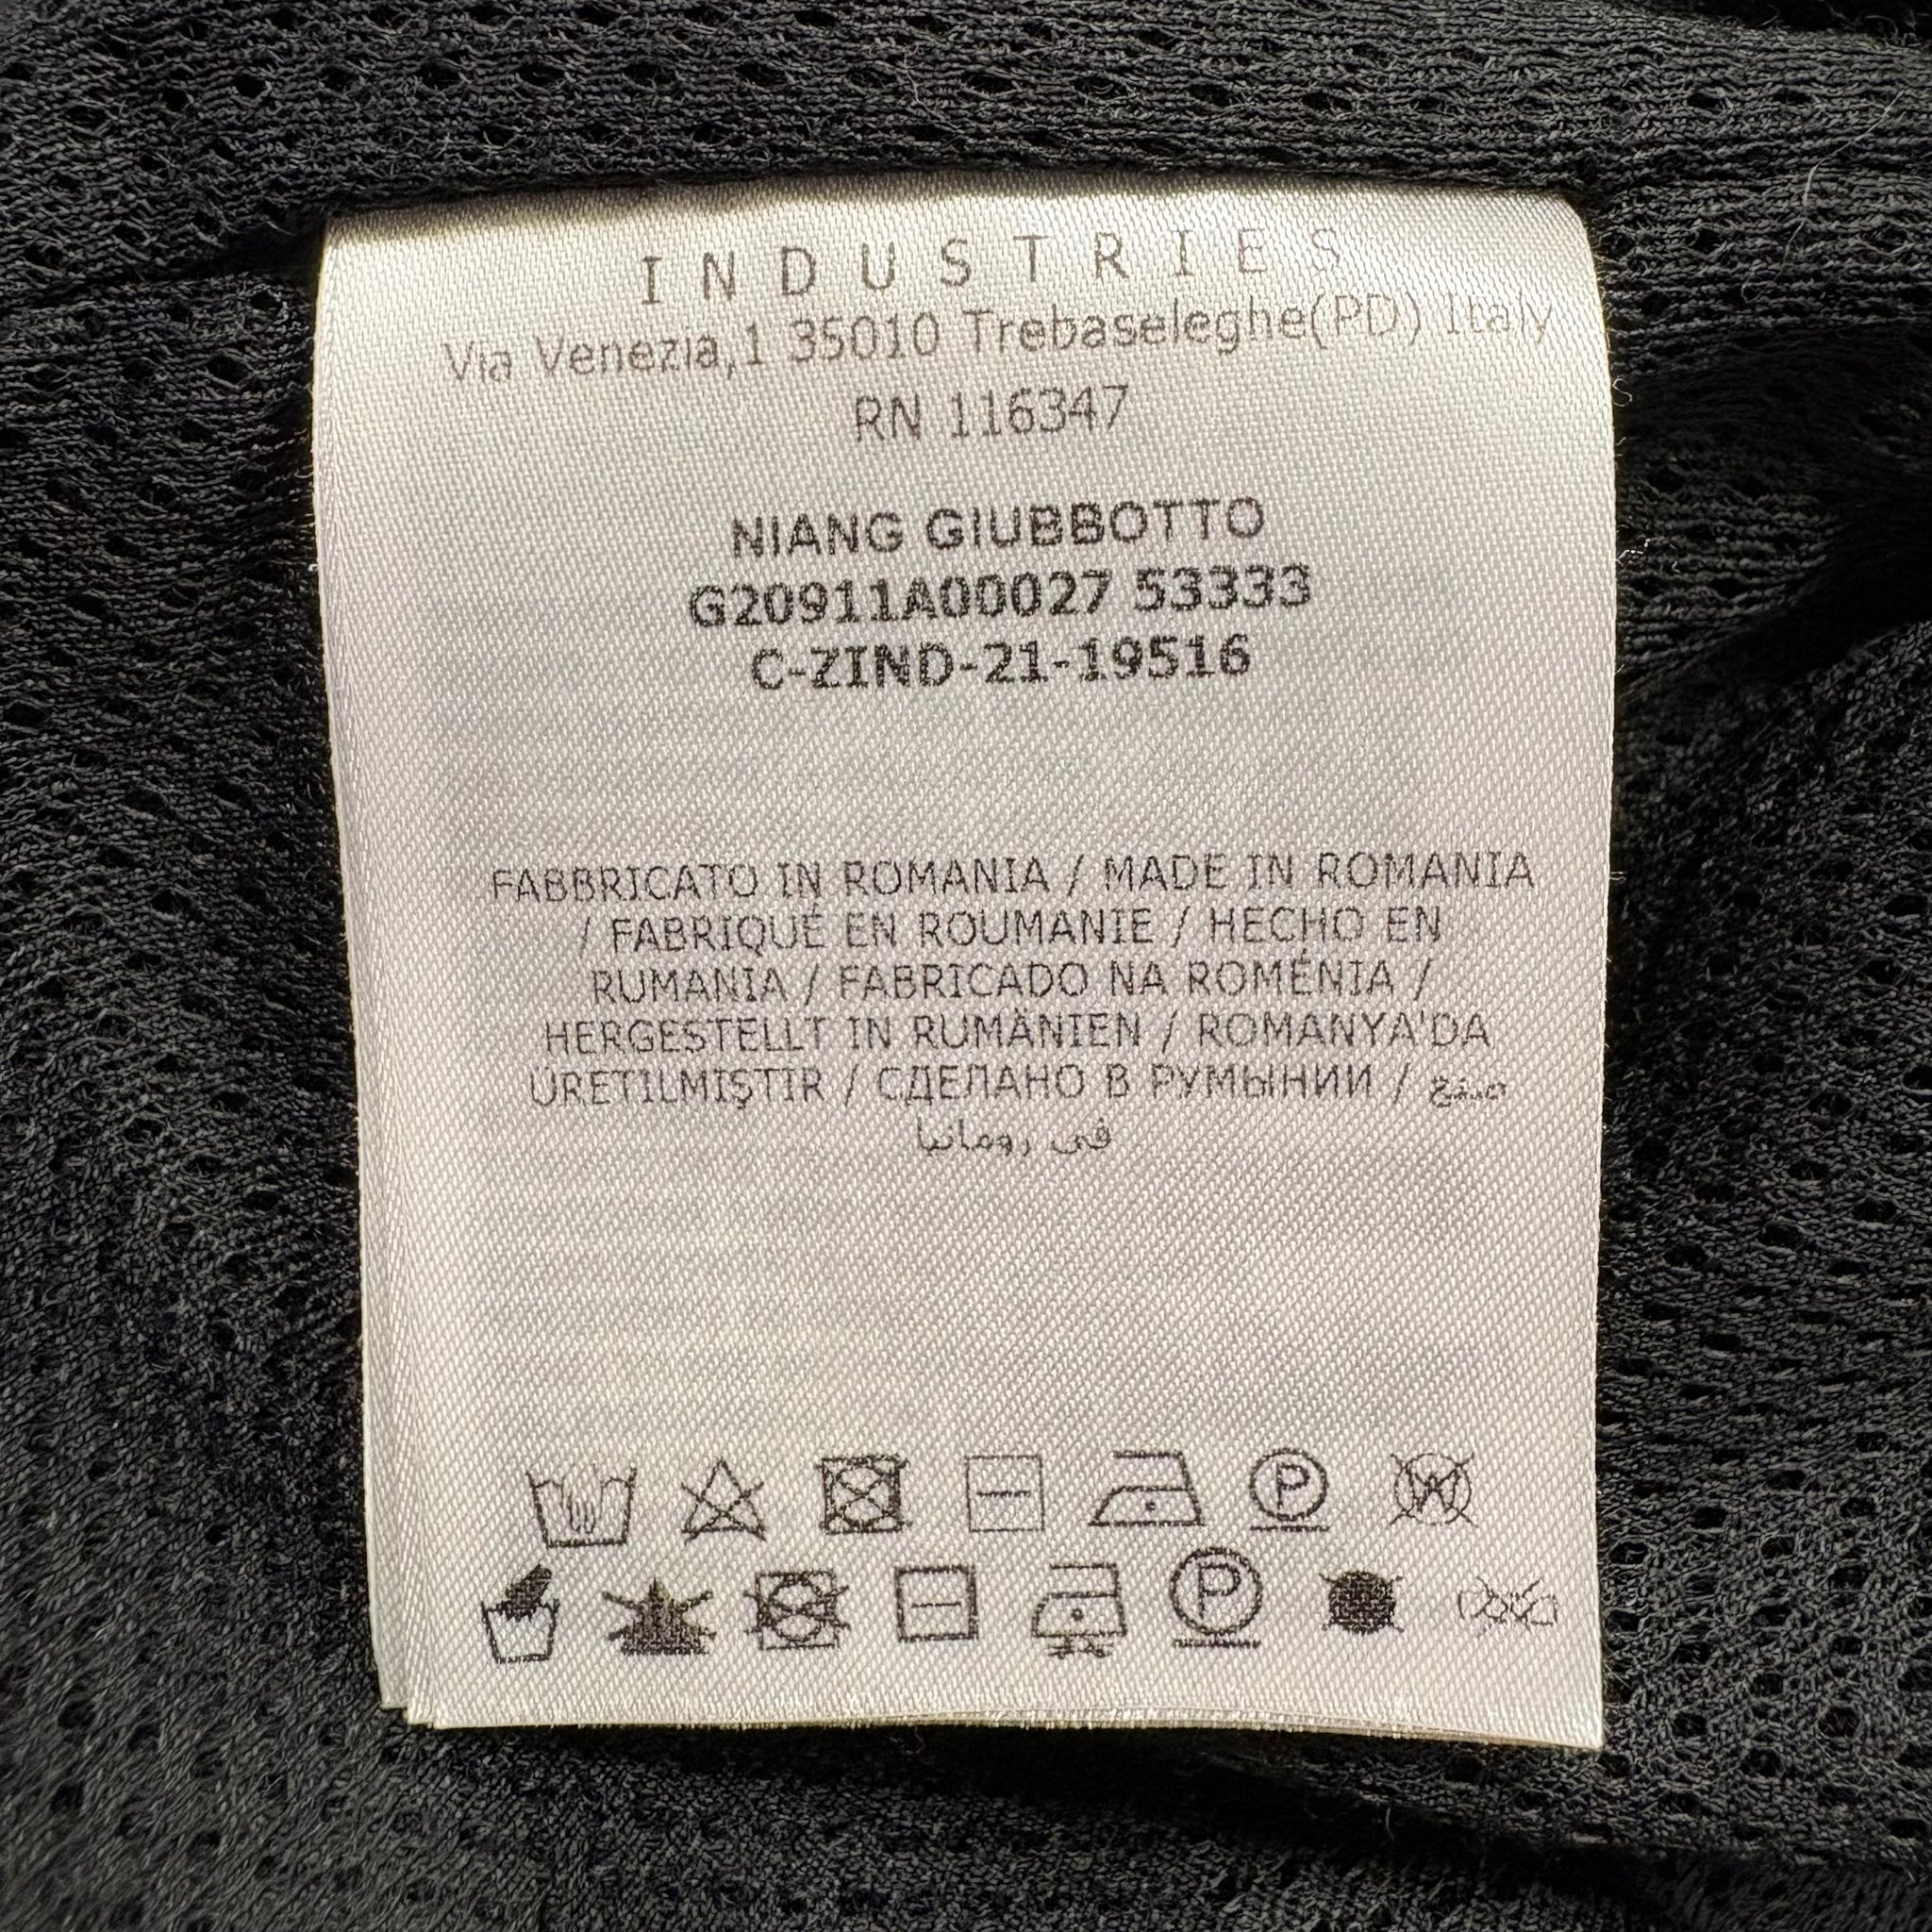 INDUSTRIES
Via Venezia,1 35010 Trebaseleghe(PD) Italy
RN 116347
NIANG GIUBBOTTO
G20911A00027 53333
C-ZIND-21-19516
FABBRICATO IN ROMANIA / MADE IN ROMANIA
/ FABRIQUÉ EN ROUMANIE / HECHO EN
RUMANIA / FABRICADO NA ROMÉNIA /
HERGESTELLT IN RUMÄNIEN / ROMANYA'DA
ÜRETILMIŞTIR / СДЕЛАНО В РУМЫНИИ / صنع
في رومانيا
P W
P